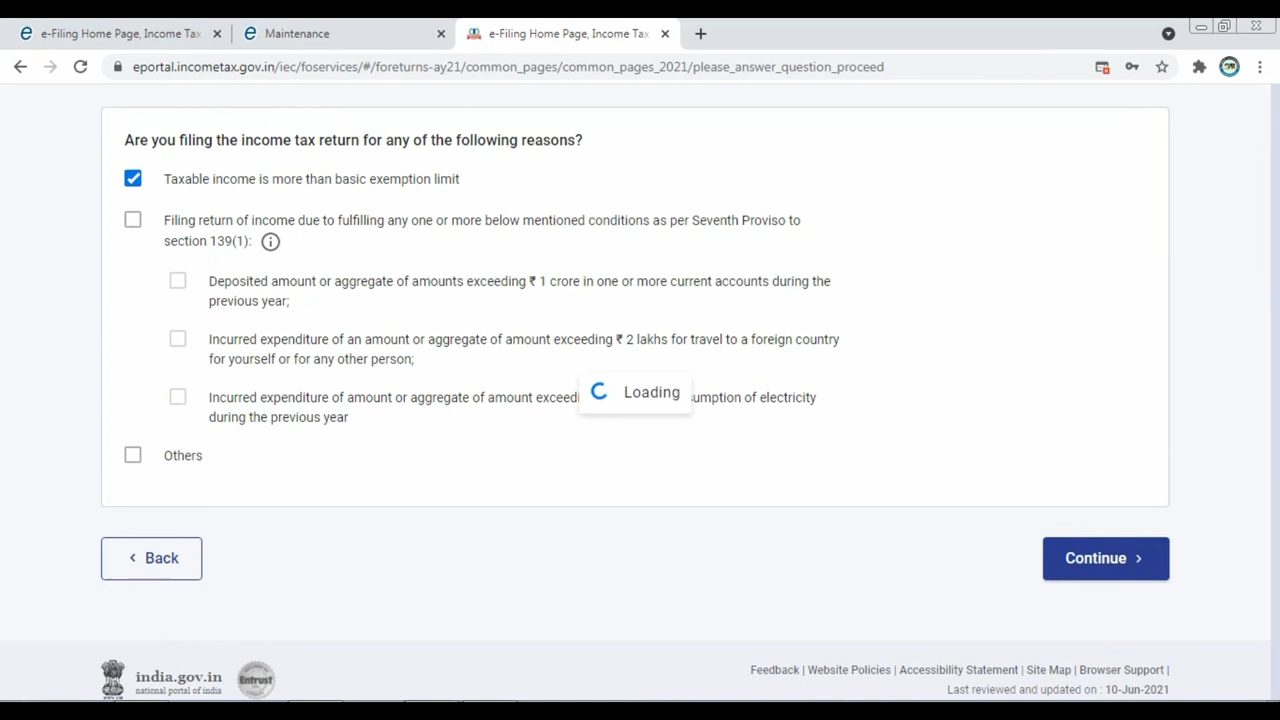 e-Filing Home Page, Income Tax
Maintenance
e-Filing Home Page, Income Tax
eportal.incometax.gov.in/iec/foservices/#/foreturns-ay21/common_pages/common_pages_2021/please_answer_question_proceed
Are you filing the income tax return for any of the following reasons?
Taxable income is more than basic exemption limit
Filing return of income due to fulfilling any one or more below mentioned conditions as per Seventh Proviso to
section 139(1):
Deposited amount or aggregate of amounts exceeding ₹ 1 crore in one or more current accounts during the
previous year;
Incurred expenditure of an amount or aggregate of amount exceeding ₹ 2 lakhs for travel to a foreign country
for yourself or for any other person;
Incurred expenditure of amount or aggregate of amount Loading of electricity
during the previous year
Others
< Back
Continue >
india.gov.in
national portal of india
Entrust
Feedback | Website Policies | Accessibility Statement | Site Map | Browser Support |
Last reviewed and updated on : 10-Jun-2021